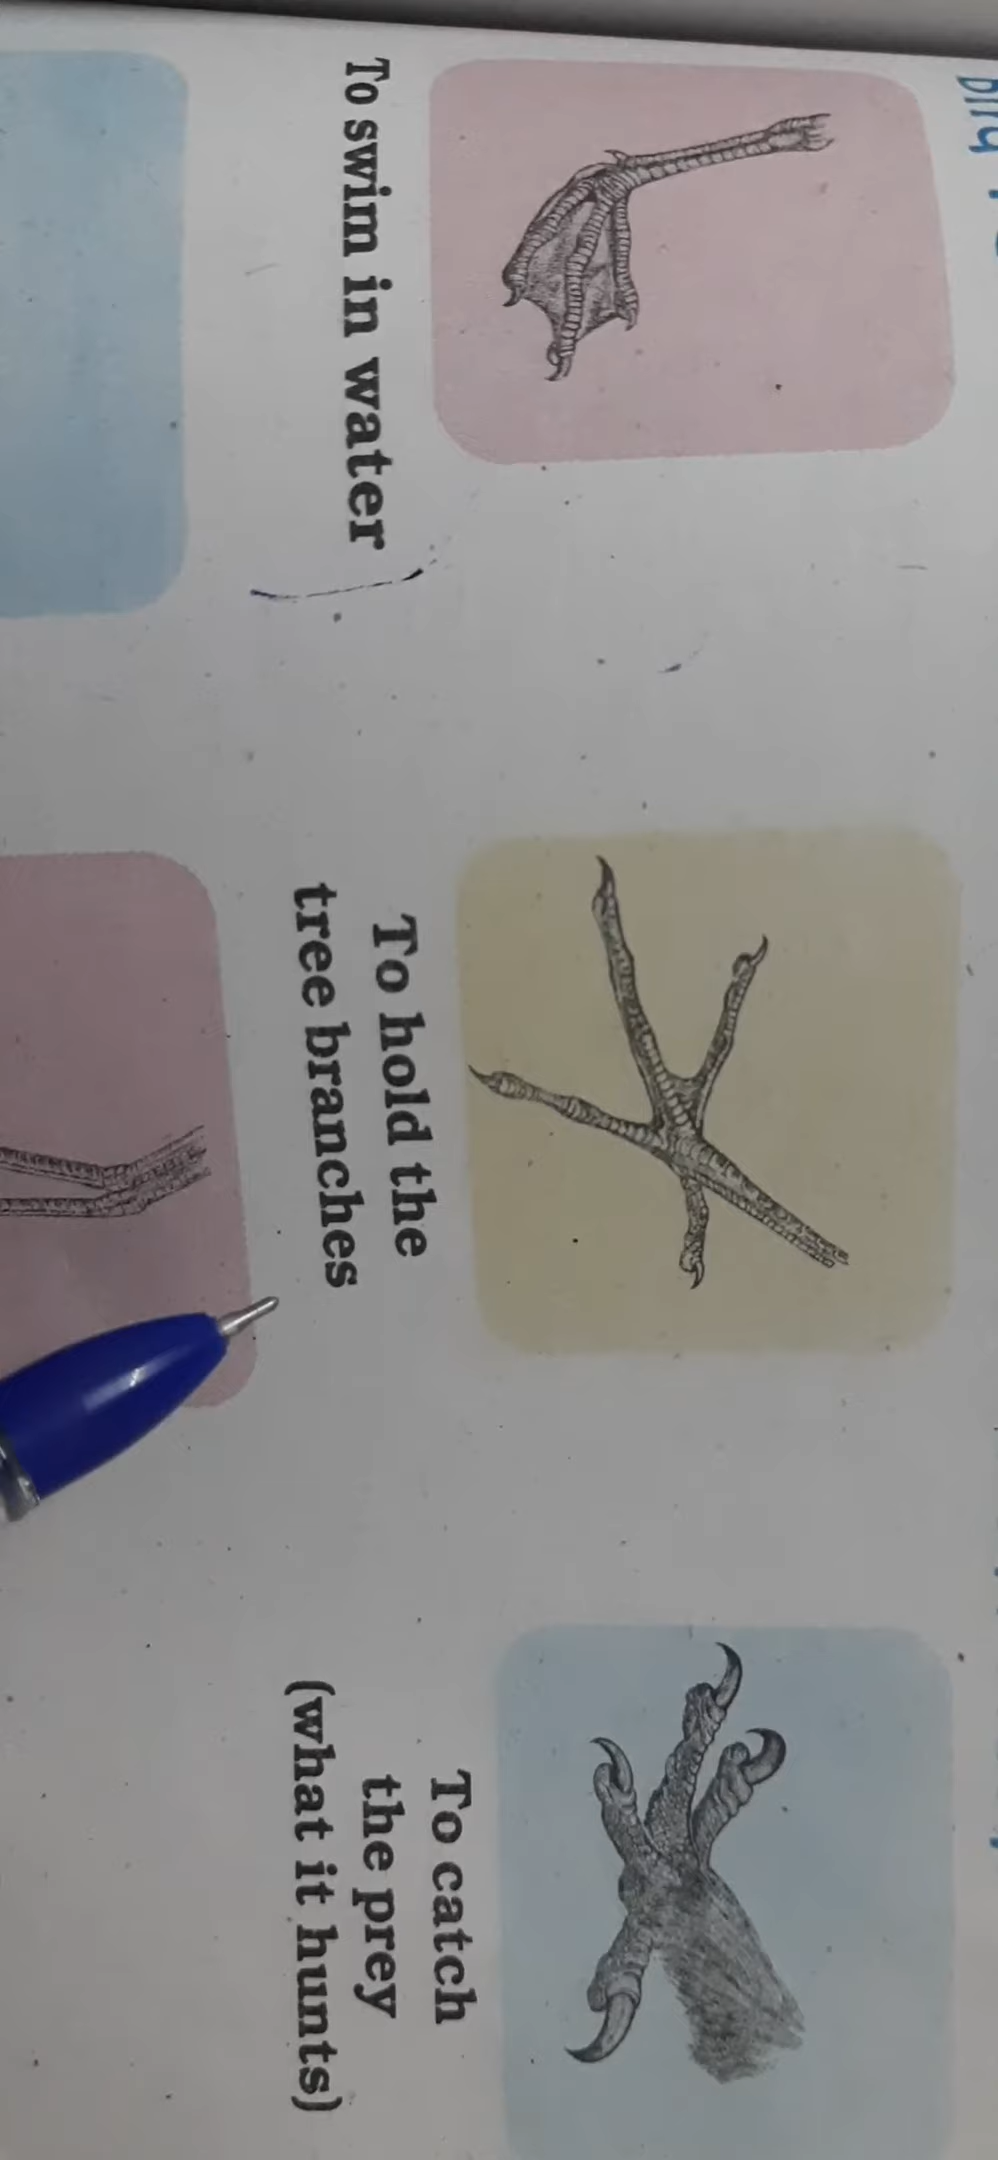 To swim in water
To hold the
tree branches
To catch
the prey
(what it hunts)